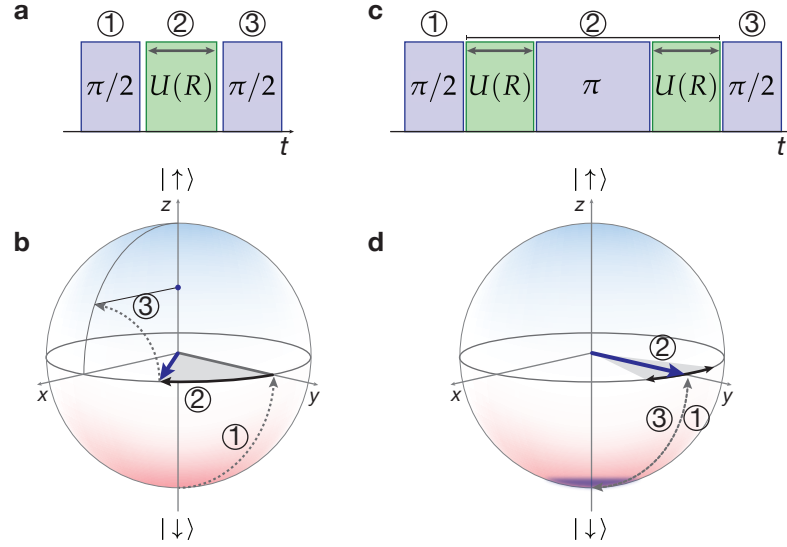 a
① ② ③
π/2 U(R) π/2
t
c
① ② ③
π/2 U(R) π U(R) π/2
t
b
|↑⟩
z
③
②
①
x
y
|↓⟩
d
|↑⟩
z
②
③ ①
x
y
|↓⟩